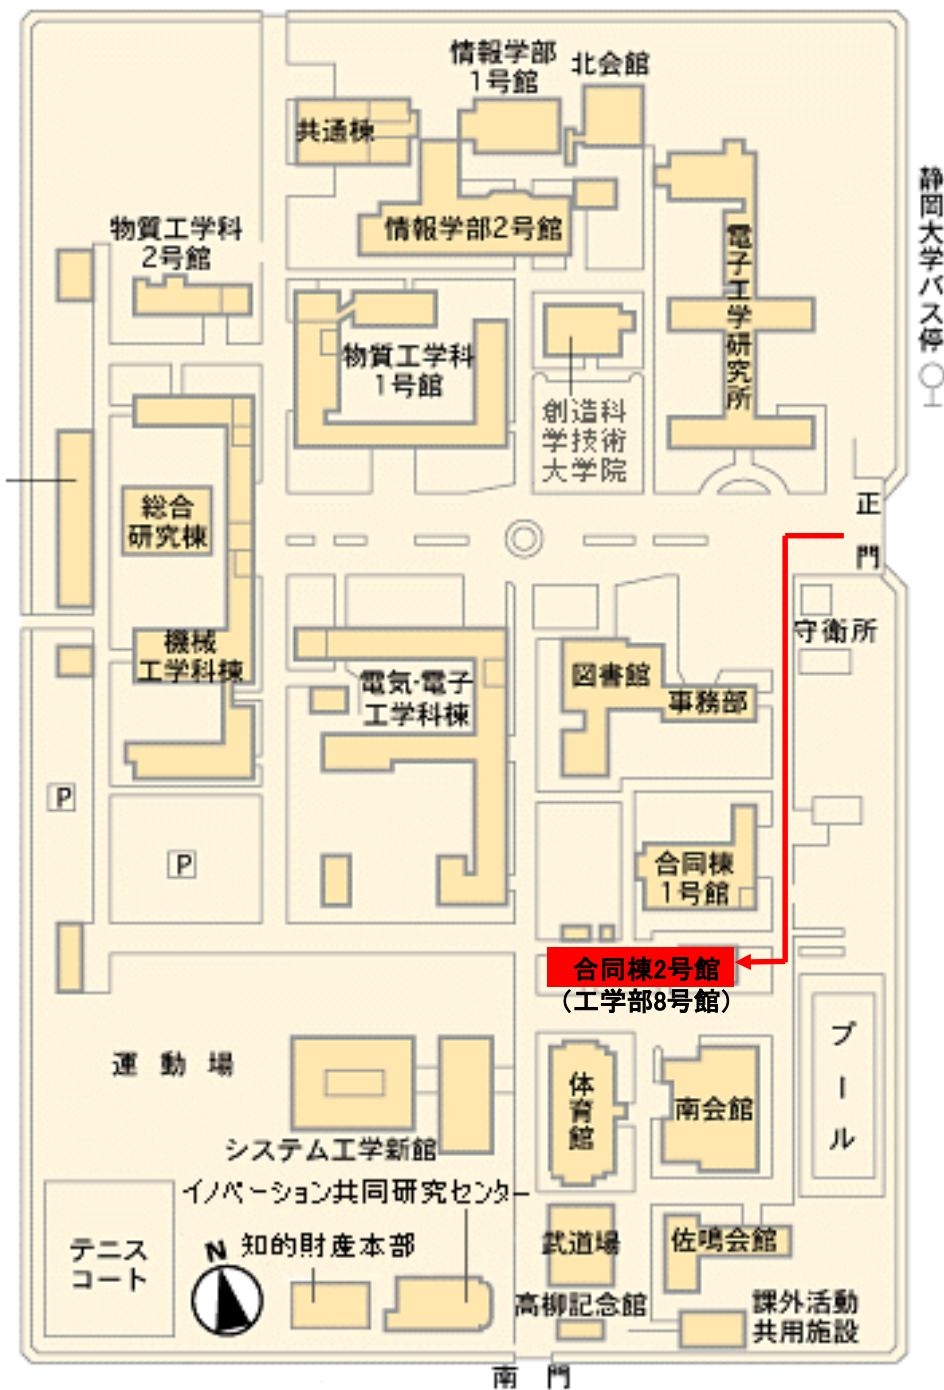 情報学部
1号館
北会館
共通棟
静岡大学バス停
物質工学科
2号館
情報学部2号館
電子工学研究所
物質工学科
1号館
創造科
学技術
大学院
総合
研究棟
正門
守衛所
機械
工学科棟
図書館
電気・電子
工学科棟
事務部
P
P
合同棟
1号館
合同棟2号館
(工学部8号館)
プール
運動場
体育館
南会館
システム工学新館
イノベーション共同研究センター
テニス
コート
N
知的財産本部
武道場
佐鳴会館
高柳記念館
課外活動
共用施設
南門